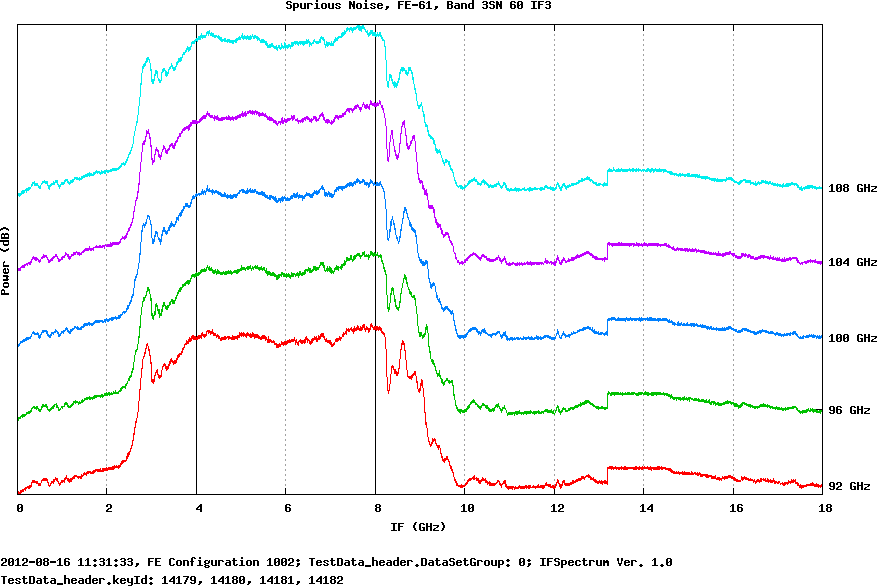 Spurious Noise, FE-61, Band 3SN 60 IF3
Power (dB)
108 GHz
104 GHz
100 GHz
96 GHz
92 GHz
0 2 4 6 8 10 12 14 16 18
IF (GHz)
2012-08-16 11:31:33, FE Configuration 1002; TestData_header.DataSetGroup: 0; IFSpectrum Ver. 1.0
TestData_header.keyId: 14179, 14180, 14181, 14182